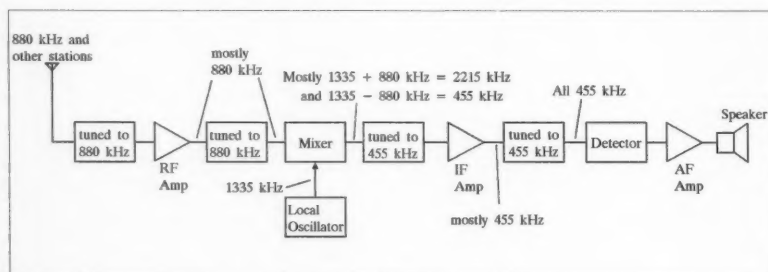 880 kHz and
other stations
mostly
880 kHz
Mostly 1335 + 880 kHz = 2215 kHz
and 1335 − 880 kHz = 455 kHz
All 455 kHz
Speaker
tuned to
880 kHz
RF
Amp
tuned to
880 kHz
Mixer
tuned to
455 kHz
IF
Amp
tuned to
455 kHz
Detector
AF
Amp
1335 kHz
Local
Oscillator
mostly 455 kHz